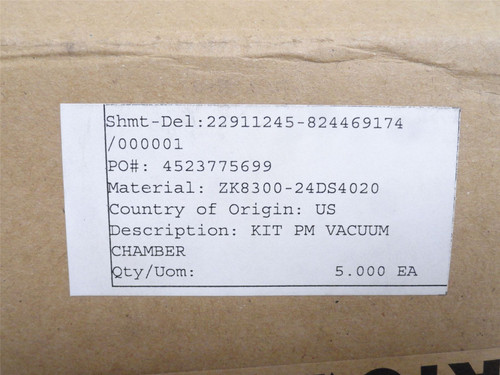 Shmt-Del:22911245-824469174
/000001
PO#: 4523775699
Material: ZK8300-24DS4020
Country of Origin: US
Description: KIT PM VACUUM
CHAMBER
Qty/Uom: 5.000 EA